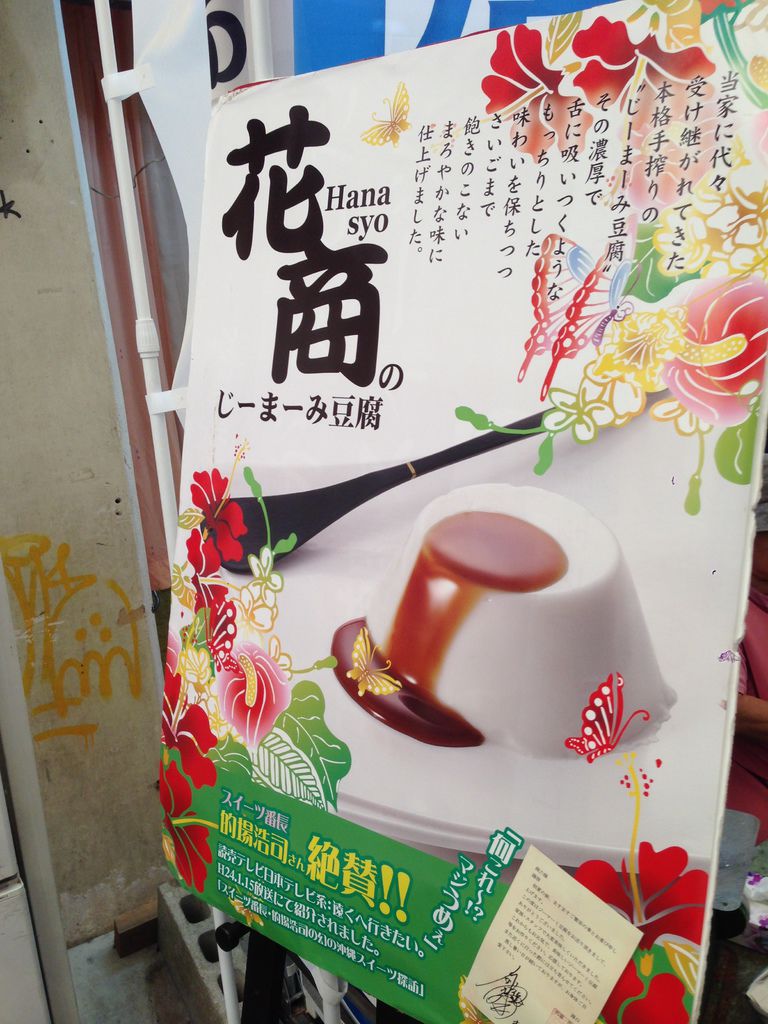 当家に代々
受け継がれてきた
本格手搾りの
"じーまーみ豆腐"
その濃厚で
舌に吸いつくような
もっちりとした
味わいを保ちつつ
さいごまで
飽きのこない
まろやかな味に
仕上げました。
花商の
Hana
syo
じーまーみ豆腐
スイーツ番長
的場浩司さん絶賛!!
「何これ〜!?
マジうめぇ」
読売テレビ日本テレビ系:遠くへ行きたい。
H24.1.15放送にて紹介されました。
「スイーツ番長・的場浩司の幻の沖縄スイーツ探訪」